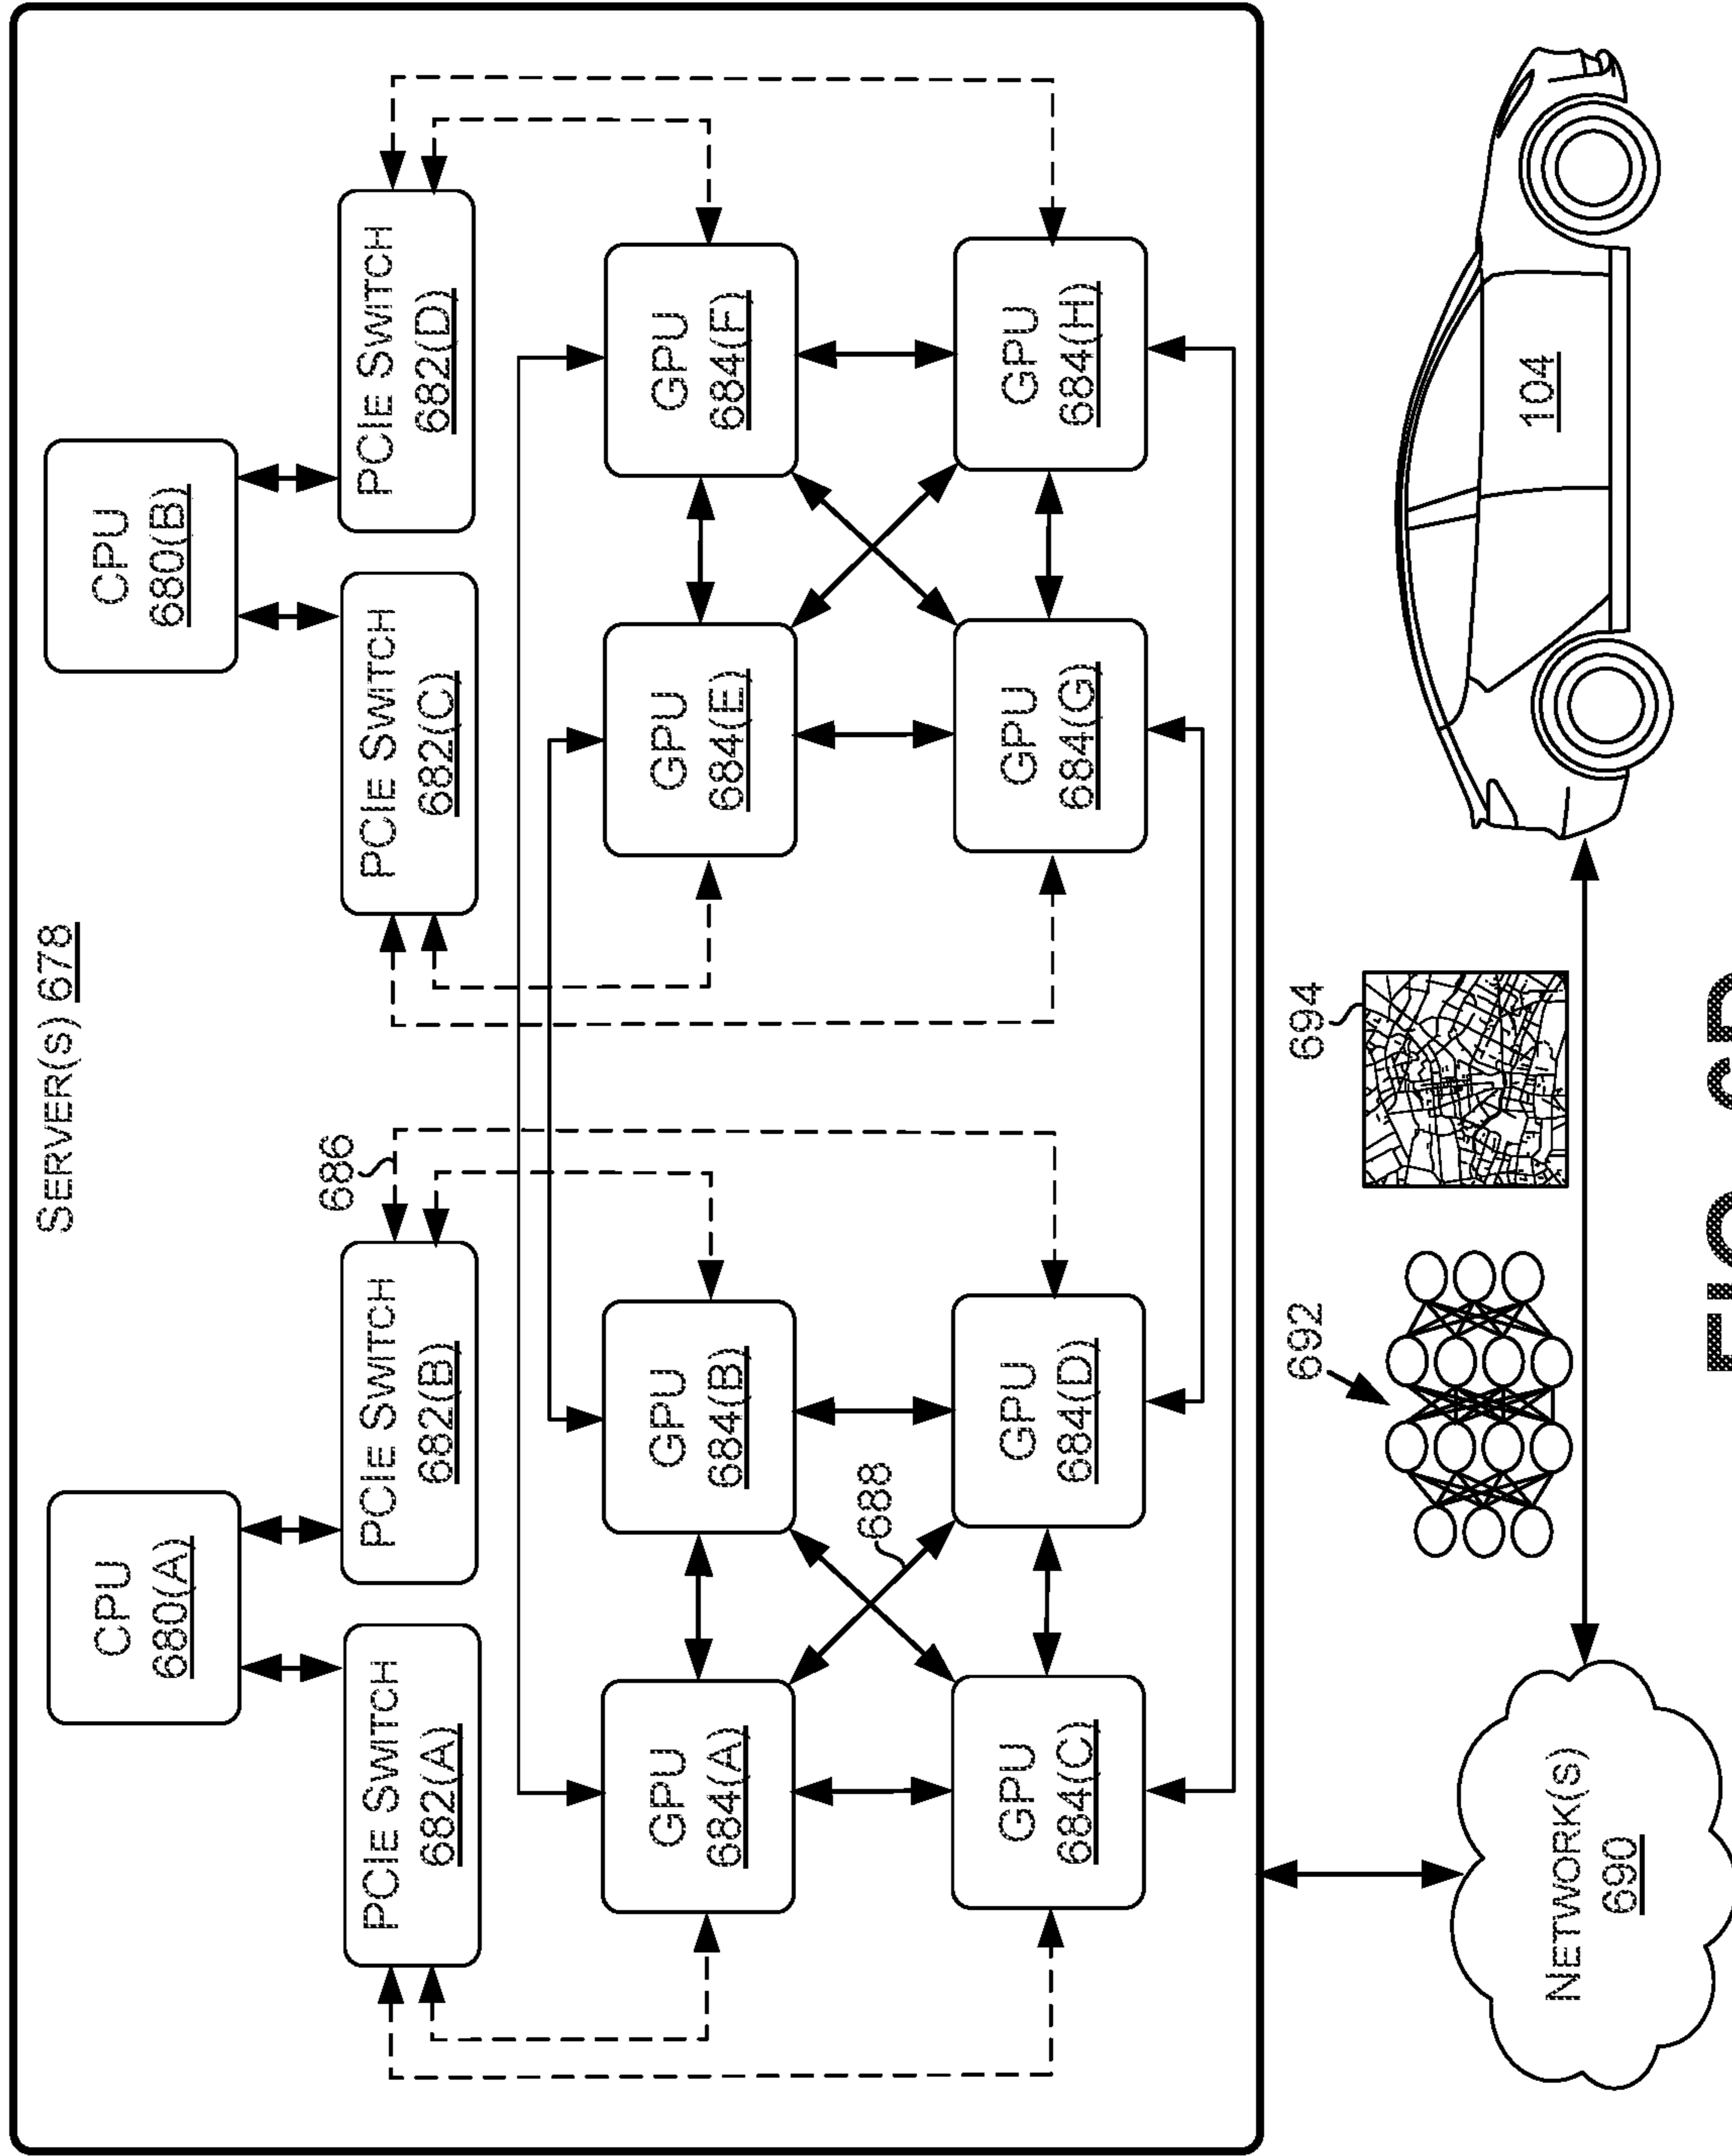 SERVER(S) 678
CPU
680(A)
CPU
680(B)
686
PCIE SWITCH
682(A)
PCIE SWITCH
682(B)
PCIE SWITCH
682(C)
PCIE SWITCH
682(D)
GPU
684(A)
GPU
684(B)
GPU
684(E)
GPU
684(F)
688
GPU
684(C)
GPU
684(D)
GPU
684(G)
GPU
684(H)
692
694
104
NETWORK(S)
690